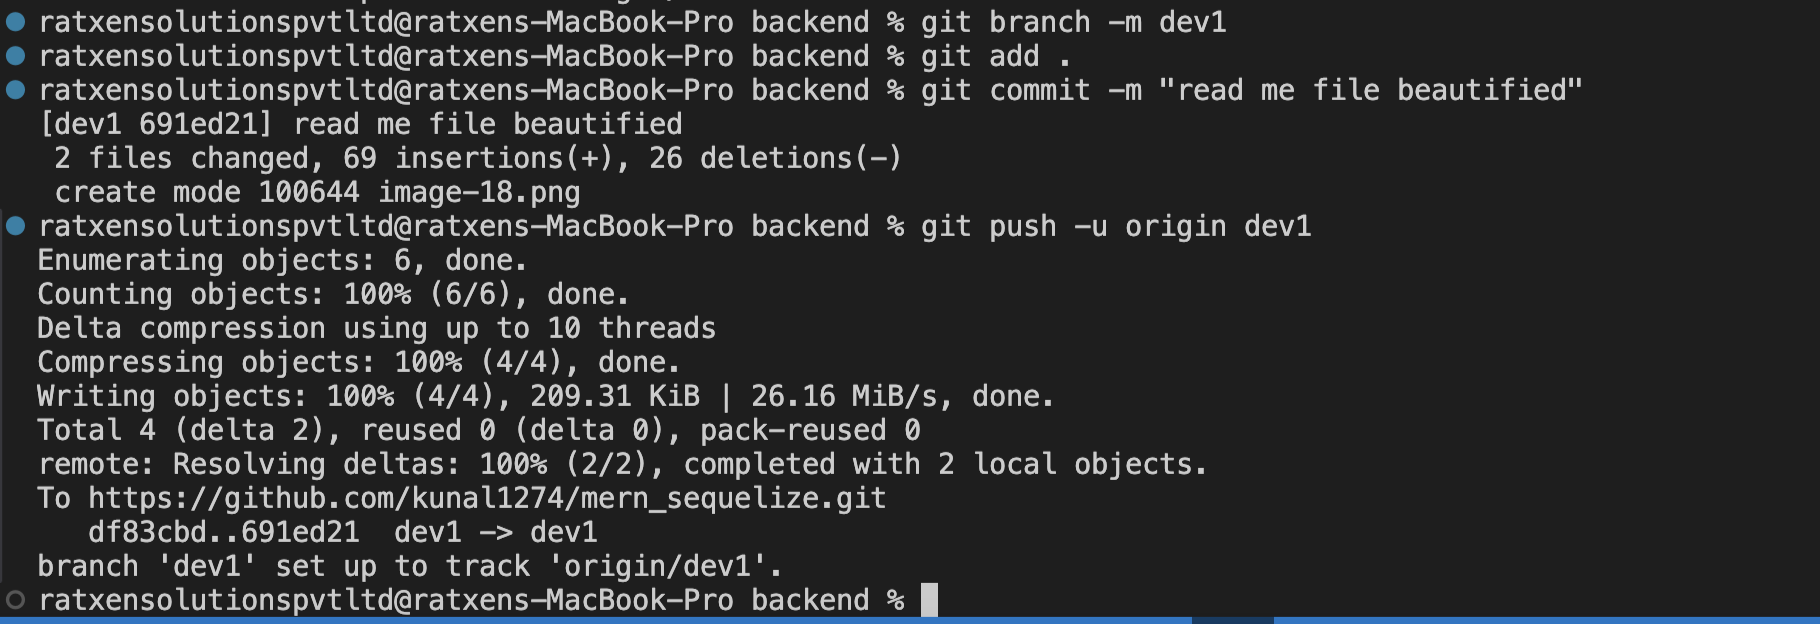 ratxensolutionspvtltd@ratxens-MacBook-Pro backend % git branch -m dev1
ratxensolutionspvtltd@ratxens-MacBook-Pro backend % git add .
ratxensolutionspvtltd@ratxens-MacBook-Pro backend % git commit -m "read me file beautified"
[dev1 691ed21] read me file beautified
 2 files changed, 69 insertions(+), 26 deletions(-)
 create mode 100644 image-18.png
ratxensolutionspvtltd@ratxens-MacBook-Pro backend % git push -u origin dev1
Enumerating objects: 6, done.
Counting objects: 100% (6/6), done.
Delta compression using up to 10 threads
Compressing objects: 100% (4/4), done.
Writing objects: 100% (4/4), 209.31 KiB | 26.16 MiB/s, done.
Total 4 (delta 2), reused 0 (delta 0), pack-reused 0
remote: Resolving deltas: 100% (2/2), completed with 2 local objects.
To https://github.com/kunal1274/mern_sequelize.git
   df83cbd..691ed21  dev1 -> dev1
branch 'dev1' set up to track 'origin/dev1'.
ratxensolutionspvtltd@ratxens-MacBook-Pro backend %